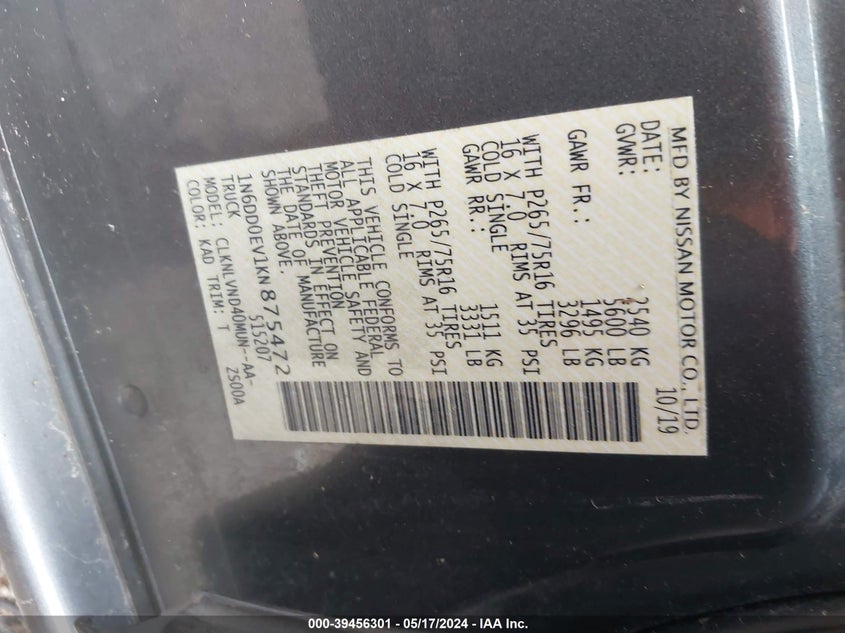 MFD BY NISSAN MOTOR CO., LTD.
DATE: 10/19
GVWR: 2540 KG
5600 LB
GAWR FR.: 1495 KG
3296 LB
WITH P265/75R16 TIRES
16 X 7.0 RIMS AT 35 PSI
COLD SINGLE
GAWR RR.: 1511 KG
3331 LB
WITH P265/75R16 TIRES
16 X 7.0 RIMS AT 35 PSI
COLD SINGLE
THIS VEHICLE CONFORMS TO
ALL APPLICABLE FEDERAL
MOTOR VEHICLE SAFETY AND
THEFT PREVENTION
STANDARDS IN EFFECT ON
THE DATE OF MANUFACTURE
SHOWN ABOVE.
1N6DD0EV1KN875472
TRUCK 515207
MODEL: CLKNLVND40MUN--AA-
COLOR: KAD TRIM: T ZS00A
000-39456301 - 05/17/2024 - IAA Inc.